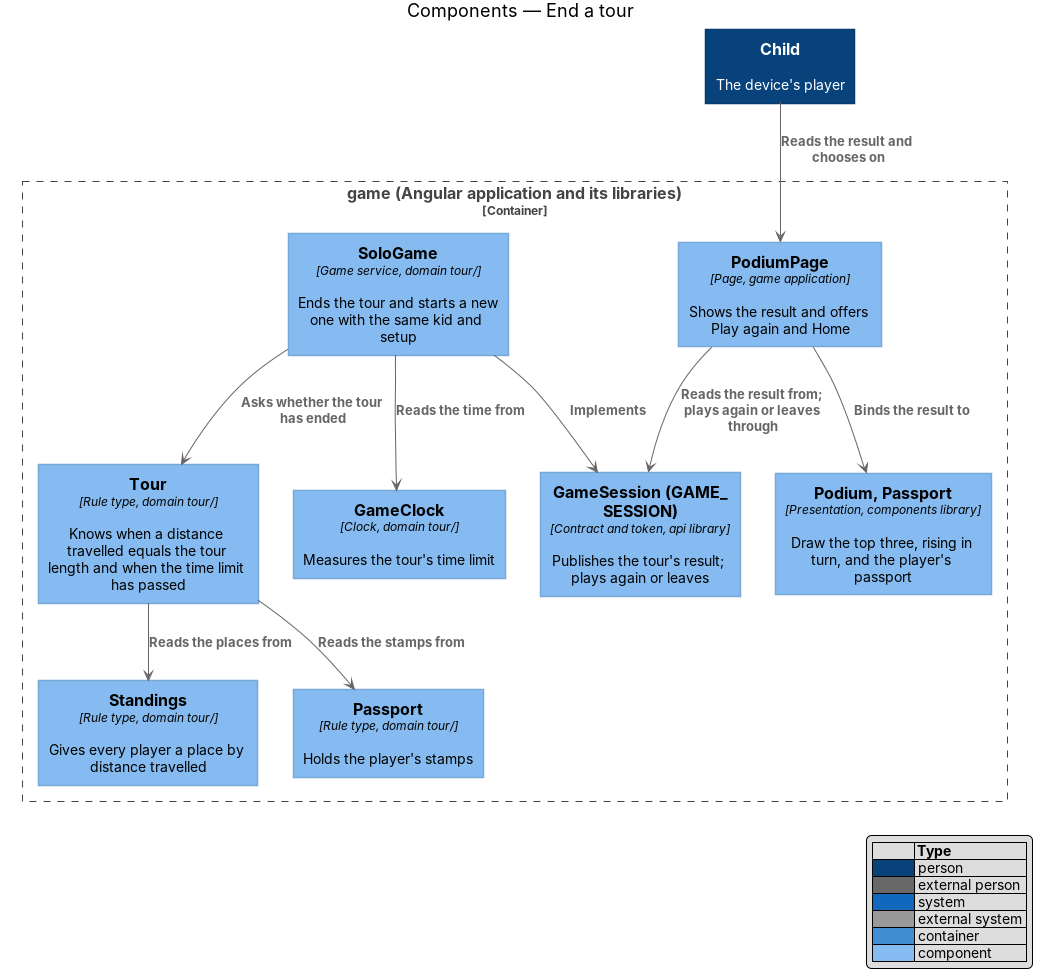 Components — End a tour
Child
The device's player
Reads the result and
chooses on
game (Angular application and its libraries)
[Container]
SoloGame
[Game service, domain tour/]
Ends the tour and starts a new
one with the same kid and
setup
PodiumPage
[Page, game application]
Shows the result and offers
Play again and Home
Asks whether the tour
has ended
Reads the time from
Implements
Reads the result from;
plays again or leaves
through
Binds the result to
Tour
[Rule type, domain tour/]
Knows when a distance
travelled equals the tour
length and when the time limit
has passed
GameClock
[Clock, domain tour/]
Measures the tour's time limit
GameSession (GAME_
SESSION)
[Contract and token, api library]
Publishes the tour's result;
plays again or leaves
Podium, Passport
[Presentation, components library]
Draw the top three, rising in
turn, and the player's
passport
Reads the places from
Reads the stamps from
Standings
[Rule type, domain tour/]
Gives every player a place by
distance travelled
Passport
[Rule type, domain tour/]
Holds the player's stamps
Type
person
external person
system
external system
container
component